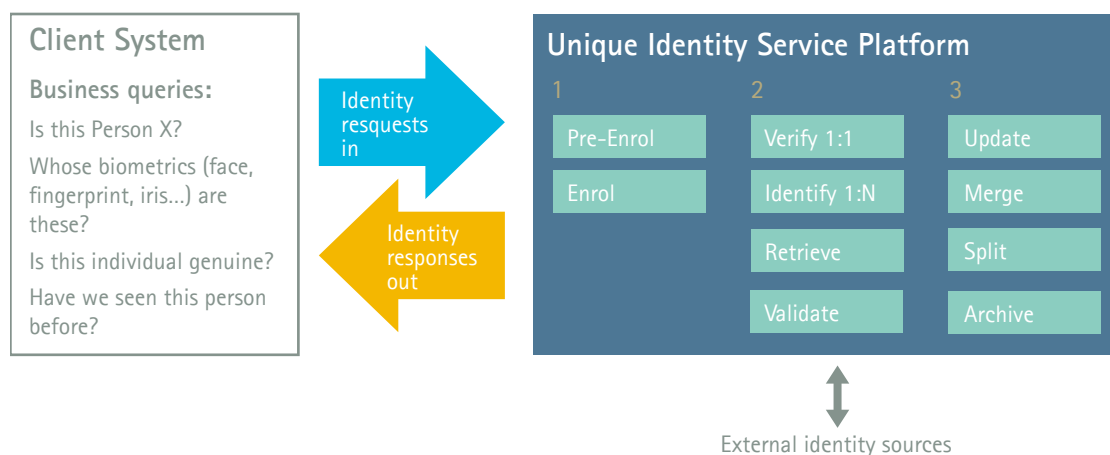 Client System
Business queries:
Is this Person X?
Whose biometrics (face,
fingerprint, iris...) are
these?
Is this individual genuine?
Have we seen this person
before?
Identity
resquests
in
Identity
responses
out
Unique Identity Service Platform
1
Pre-Enrol
Enrol
2
Verify 1:1
Identify 1:N
Retrieve
Validate
3
Update
Merge
Split
Archive
External identity sources